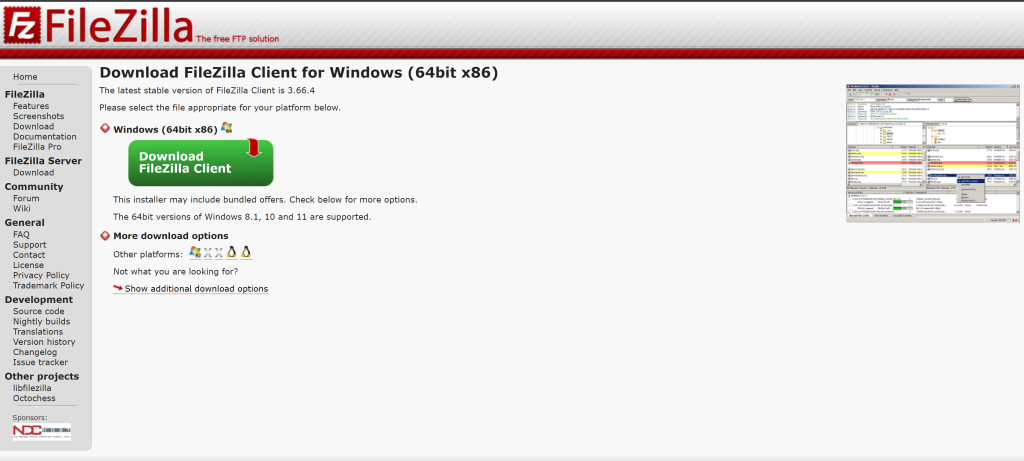 FileZilla The free FTP solution
Home
FileZilla
Features
Screenshots
Download
Documentation
FileZilla Pro
FileZilla Server
Download
Community
Forum
Wiki
General
FAQ
Support
Contact
License
Privacy Policy
Trademark Policy
Development
Source code
Nightly builds
Translations
Version history
Changelog
Issue tracker
Other projects
libfilezilla
Octochess
Sponsors:
NDC HOST
Download FileZilla Client for Windows (64bit x86)
The latest stable version of FileZilla Client is 3.66.4
Please select the file appropriate for your platform below.
Windows (64bit x86)
Download
FileZilla Client
This installer may include bundled offers. Check below for more options.
The 64bit versions of Windows 8.1, 10 and 11 are supported.
More download options
Other platforms:
Not what you are looking for?
Show additional download options